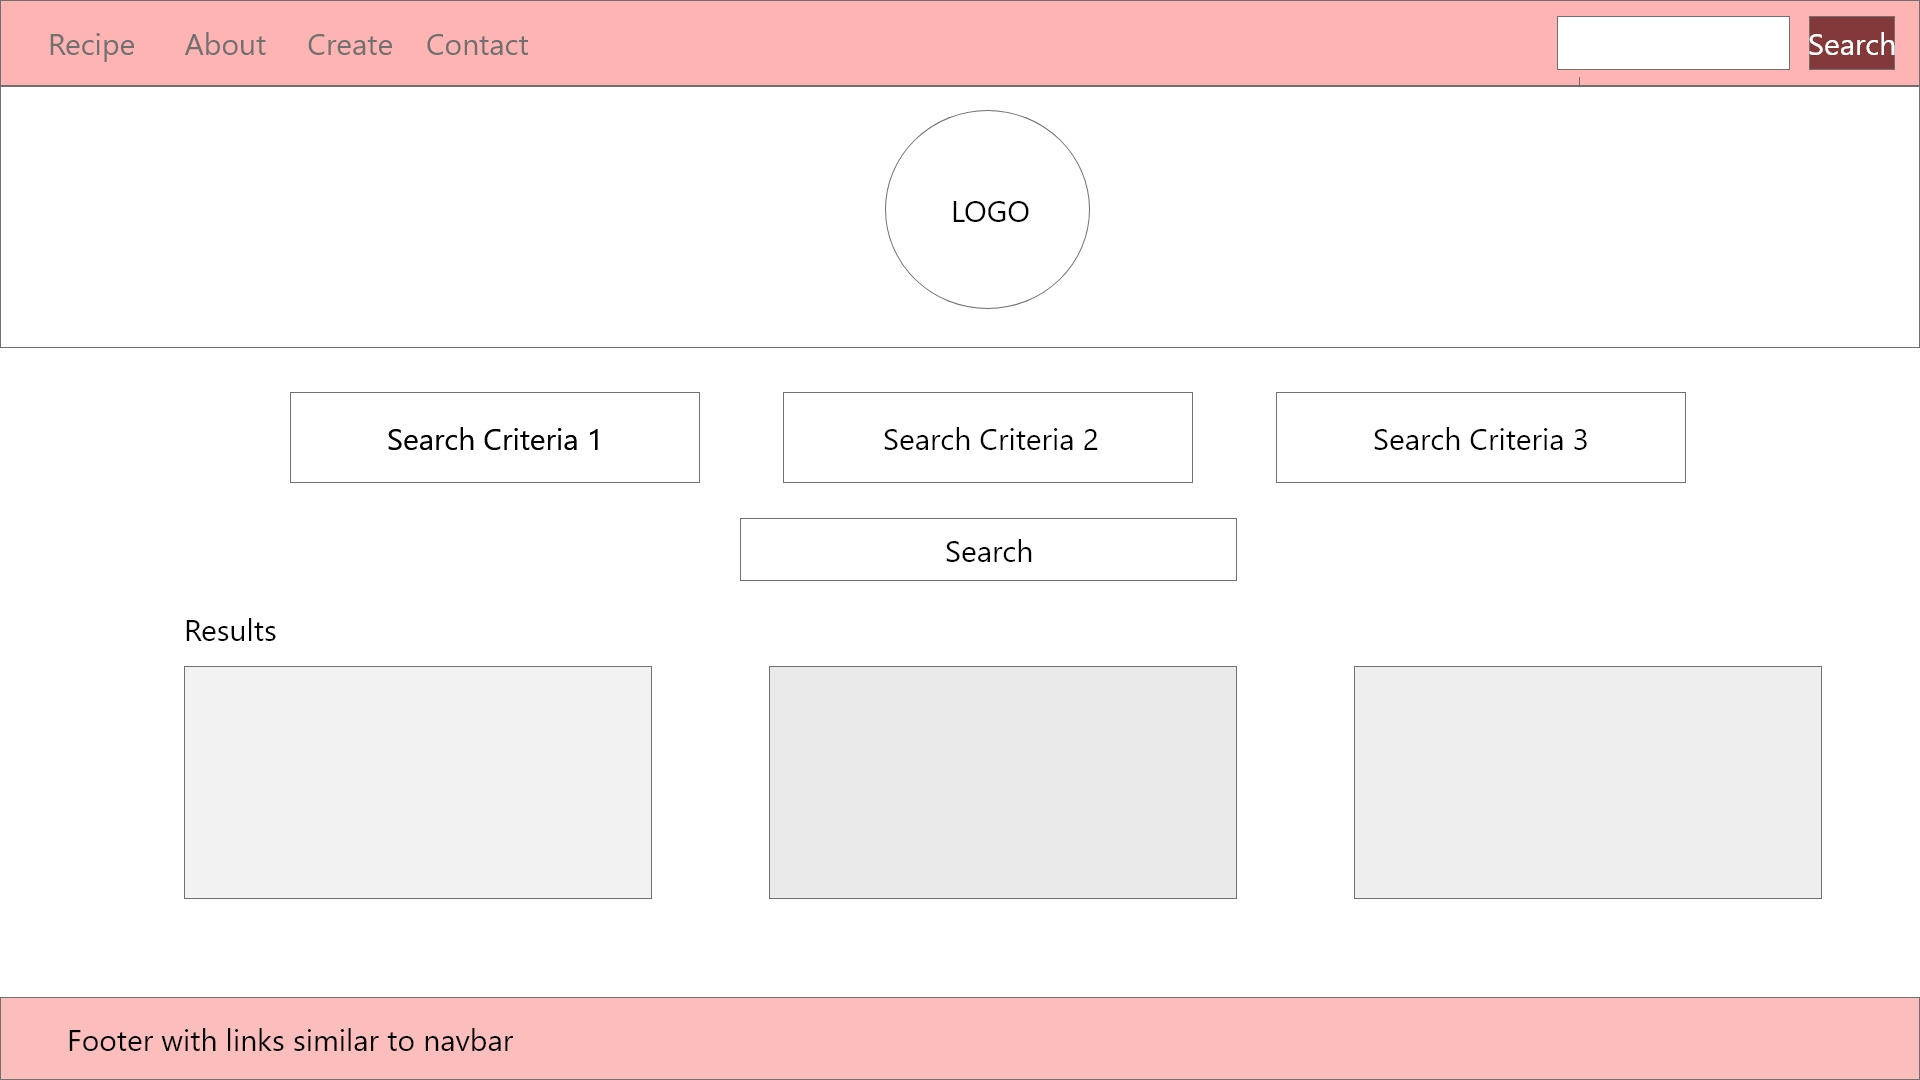 Recipe About Create Contact Search
LOGO
Search Criteria 1 Search Criteria 2 Search Criteria 3
Search
Results
Footer with links similar to navbar